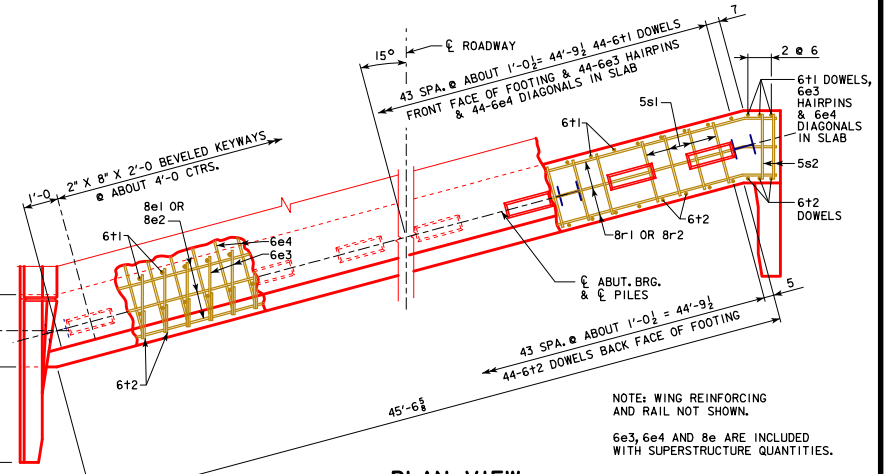 15°
℄ ROADWAY
43 SPA. @ ABOUT 1'-0½= 44'-9½ 44-6t1 DOWELS
FRONT FACE OF FOOTING & 44-6e3 HAIRPINS
& 44-6e4 DIAGONALS IN SLAB
7
2 @ 6
6t1 DOWELS,
6e3
HAIRPINS
& 6e4
DIAGONALS
IN SLAB
5s1
6t1
5s2
6t2
DOWELS
6t2
8r1 OR 8r2
1'-0
2" X 8" X 2'-0 BEVELED KEYWAYS
@ ABOUT 4'-0 CTRS.
8e1 OR
8e2
6t1
6e4
6e3
6t2
℄ ABUT. BRG.
& ℄ PILES
5
43 SPA. @ ABOUT 1'-0½ = 44'-9½
44-6t2 DOWELS BACK FACE OF FOOTING
45'-6⅝
NOTE: WING REINFORCING
AND RAIL NOT SHOWN.
6e3, 6e4 AND 8e ARE INCLUDED
WITH SUPERSTRUCTURE QUANTITIES.
PLAN VIEW